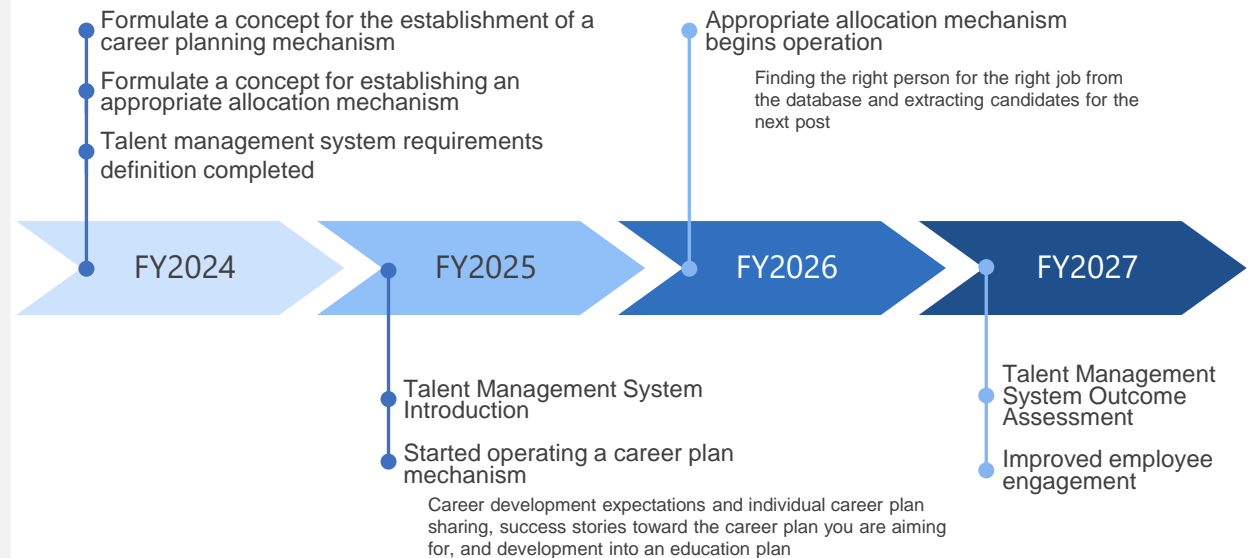 Formulate a concept for the establishment of a
career planning mechanism
Formulate a concept for establishing an
appropriate allocation mechanism
Talent management system requirements
definition completed
Appropriate allocation mechanism
begins operation
Finding the right person for the right job from
the database and extracting candidates for the
next post
FY2024
FY2025
FY2026
FY2027
Talent Management System
Introduction
Started operating a career plan
mechanism
Career development expectations and individual career plan
sharing, success stories toward the career plan you are aiming
for, and development into an education plan
Talent Management
System Outcome
Assessment
Improved employee
engagement